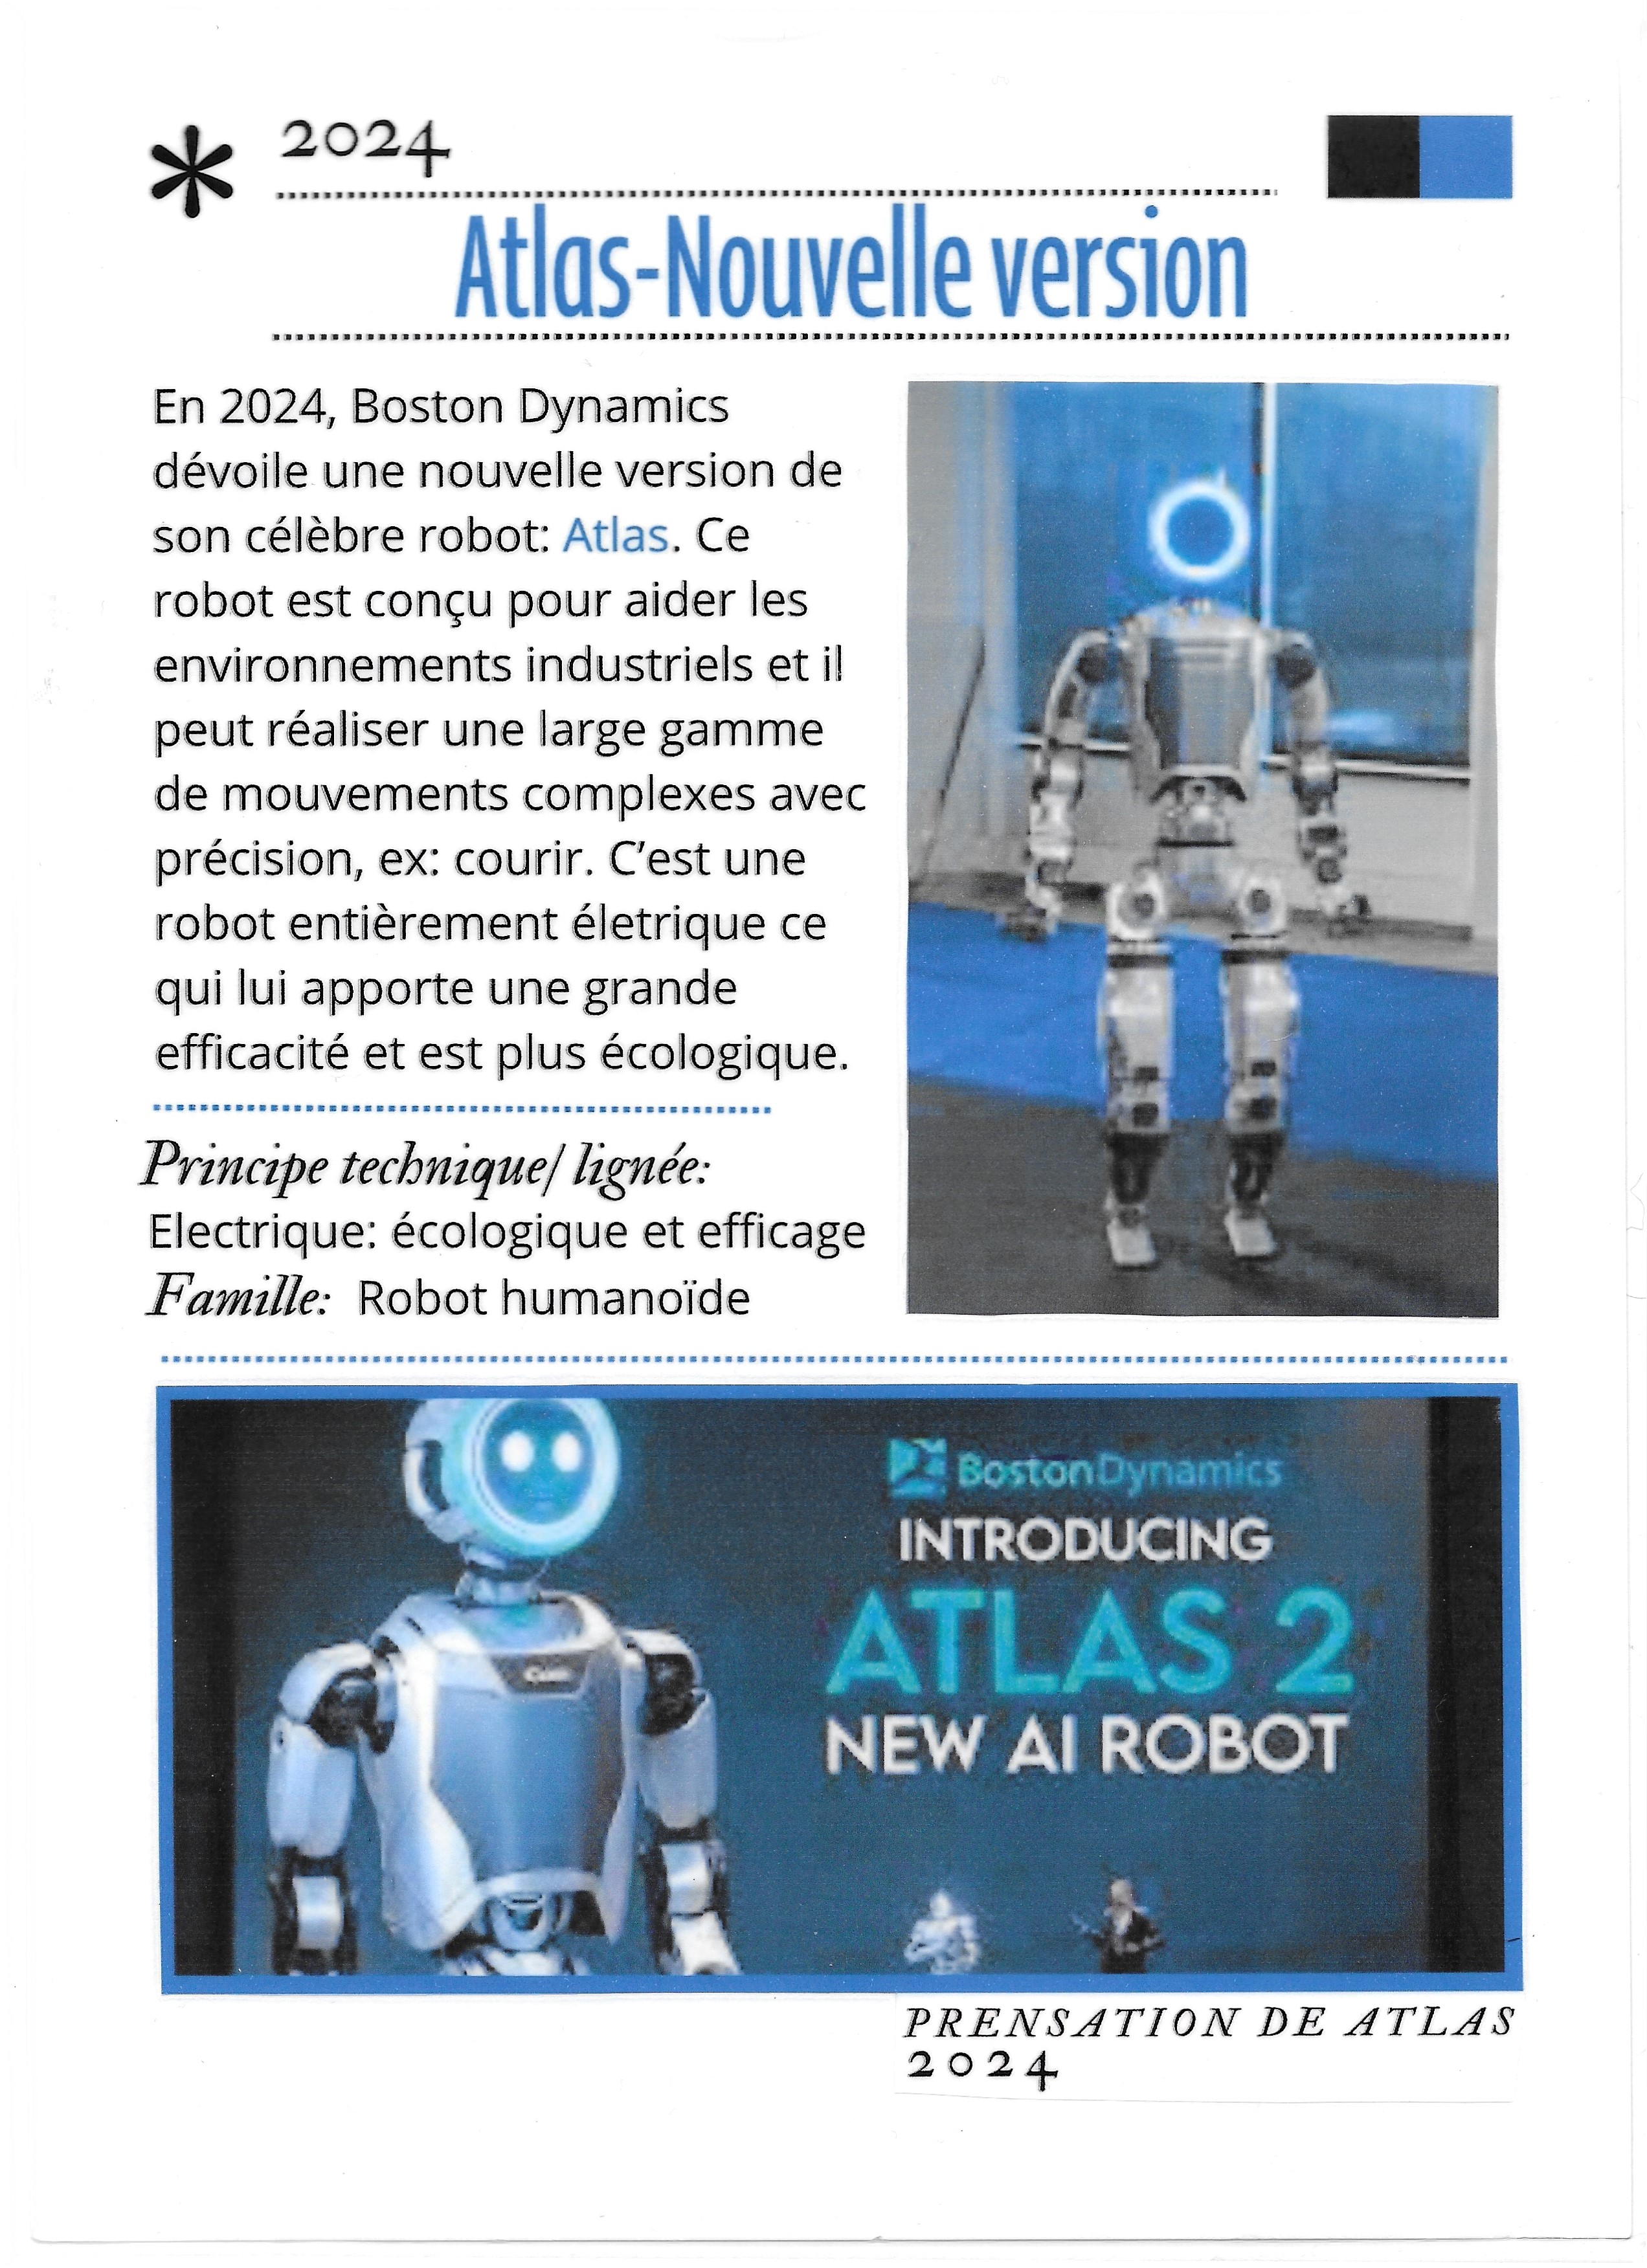 2024
Atlas-Nouvelle version
En 2024, Boston Dynamics
dévoile une nouvelle version de
son célèbre robot: Atlas. Ce
robot est conçu pour aider les
environnements industriels et il
peut réaliser une large gamme
de mouvements complexes avec
précision, ex: courir. C'est une
robot entièrement életrique ce
qui lui apporte une grande
efficacité et est plus écologique.
Principe technique/ lignée:
Electrique: écologique et efficage
Famille: Robot humanoïde
BostonDynamics
INTRODUCING
ATLAS 2
NEW AI ROBOT
PRENSATION DE ATLAS
2024